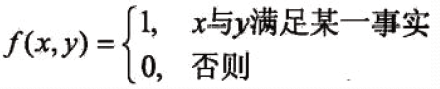 f(x,y) = { 1, x与y满足某一事实
0, 否则